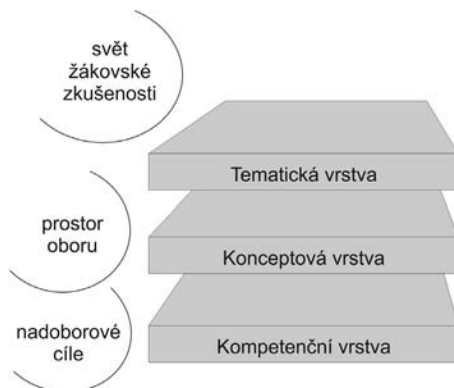 svět
žákovské
zkušenosti
Tematická vrstva
prostor
oboru
Konceptová vrstva
nadoborové
cíle
Kompetenční vrstva